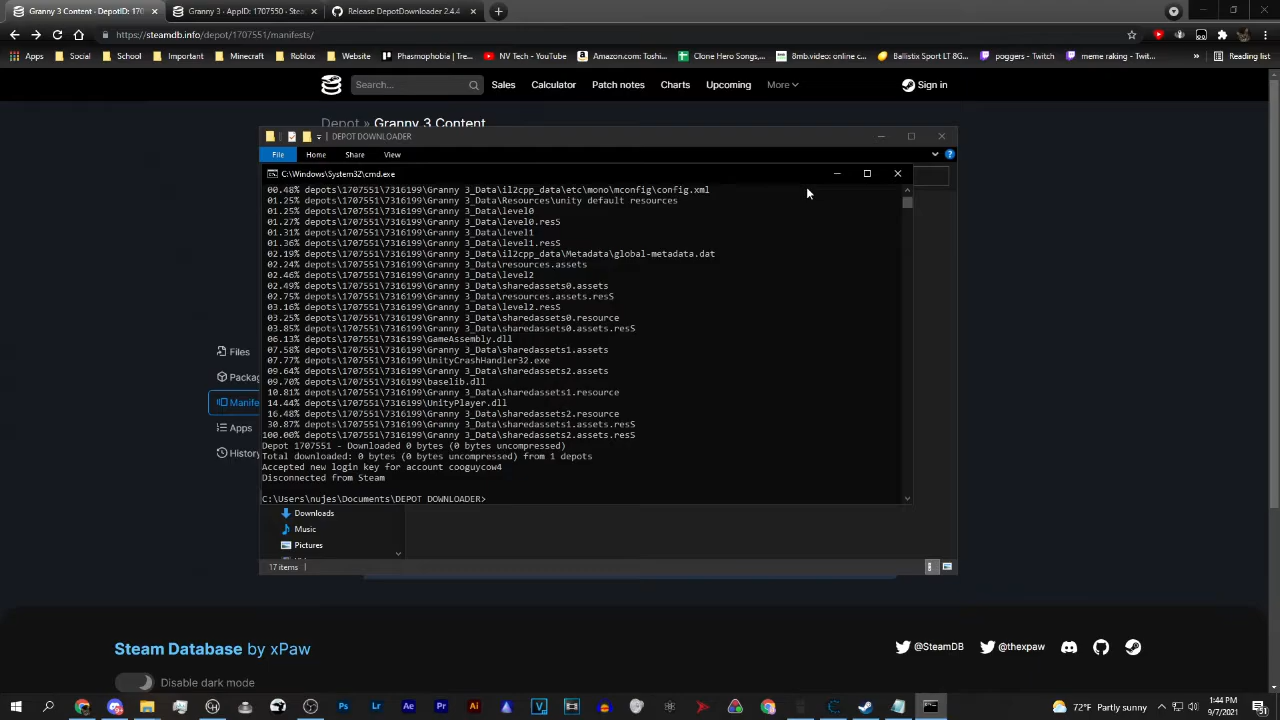 Granny 3 Content - DepotID: 170
Granny 3 · AppID: 1707550 · Stea
Release DepotDownloader 2.4.4
https://steamdb.info/depot/1707551/manifests/
Apps
Social
School
Important
Minecraft
Roblox
Website
Phasmophobia | Tre...
NV Tech - YouTube
Amazon.com: Toshi...
Clone Hero Songs,...
8mb.video: online c...
Ballistix Sport LT 8G...
poggers - Twitch
meme raking - Twit...
»
Reading list
Search...
Sales
Calculator
Patch notes
Charts
Upcoming
More
Sign in
Depot » Granny 3 Content
| DEPOT DOWNLOADER
File
Home
Share
View
C:\Windows\System32\cmd.exe
00.48% depots\1707551\7316199\Granny 3_Data\il2cpp_data\etc\mono\mconfig\config.xml
01.25% depots\1707551\7316199\Granny 3_Data\Resources\unity default resources
01.25% depots\1707551\7316199\Granny 3_Data\level0
01.27% depots\1707551\7316199\Granny 3_Data\level0.resS
01.31% depots\1707551\7316199\Granny 3_Data\level1
01.36% depots\1707551\7316199\Granny 3_Data\level1.resS
02.19% depots\1707551\7316199\Granny 3_Data\il2cpp_data\Metadata\global-metadata.dat
02.24% depots\1707551\7316199\Granny 3_Data\resources.assets
02.46% depots\1707551\7316199\Granny 3_Data\level2
02.49% depots\1707551\7316199\Granny 3_Data\sharedassets0.assets
02.75% depots\1707551\7316199\Granny 3_Data\resources.assets.resS
03.16% depots\1707551\7316199\Granny 3_Data\level2.resS
03.25% depots\1707551\7316199\Granny 3_Data\sharedassets0.resource
03.85% depots\1707551\7316199\Granny 3_Data\sharedassets0.assets.resS
06.13% depots\1707551\7316199\GameAssembly.dll
07.58% depots\1707551\7316199\Granny 3_Data\sharedassets1.assets
07.77% depots\1707551\7316199\UnityCrashHandler32.exe
09.64% depots\1707551\7316199\Granny 3_Data\sharedassets2.assets
09.70% depots\1707551\7316199\baselib.dll
10.81% depots\1707551\7316199\Granny 3_Data\sharedassets1.resource
14.44% depots\1707551\7316199\UnityPlayer.dll
16.48% depots\1707551\7316199\Granny 3_Data\sharedassets2.resource
30.87% depots\1707551\7316199\Granny 3_Data\sharedassets1.assets.resS
100.00% depots\1707551\7316199\Granny 3_Data\sharedassets2.assets.resS
Depot 1707551 - Downloaded 0 bytes (0 bytes uncompressed)
Total downloaded: 0 bytes (0 bytes uncompressed) from 1 depots
Accepted new login key for account cooguycow4
Disconnected from Steam
C:\Users\nujes\Documents\DEPOT DOWNLOADER>
Files
Packag
Manife
Apps
History
Downloads
Music
Pictures
17 items
Steam Database by xPaw
@SteamDB
@thexpaw
Disable dark mode
Ps
Lr
Ae
Pr
Ai
72°F Partly sunny
1:44 PM
9/7/2021